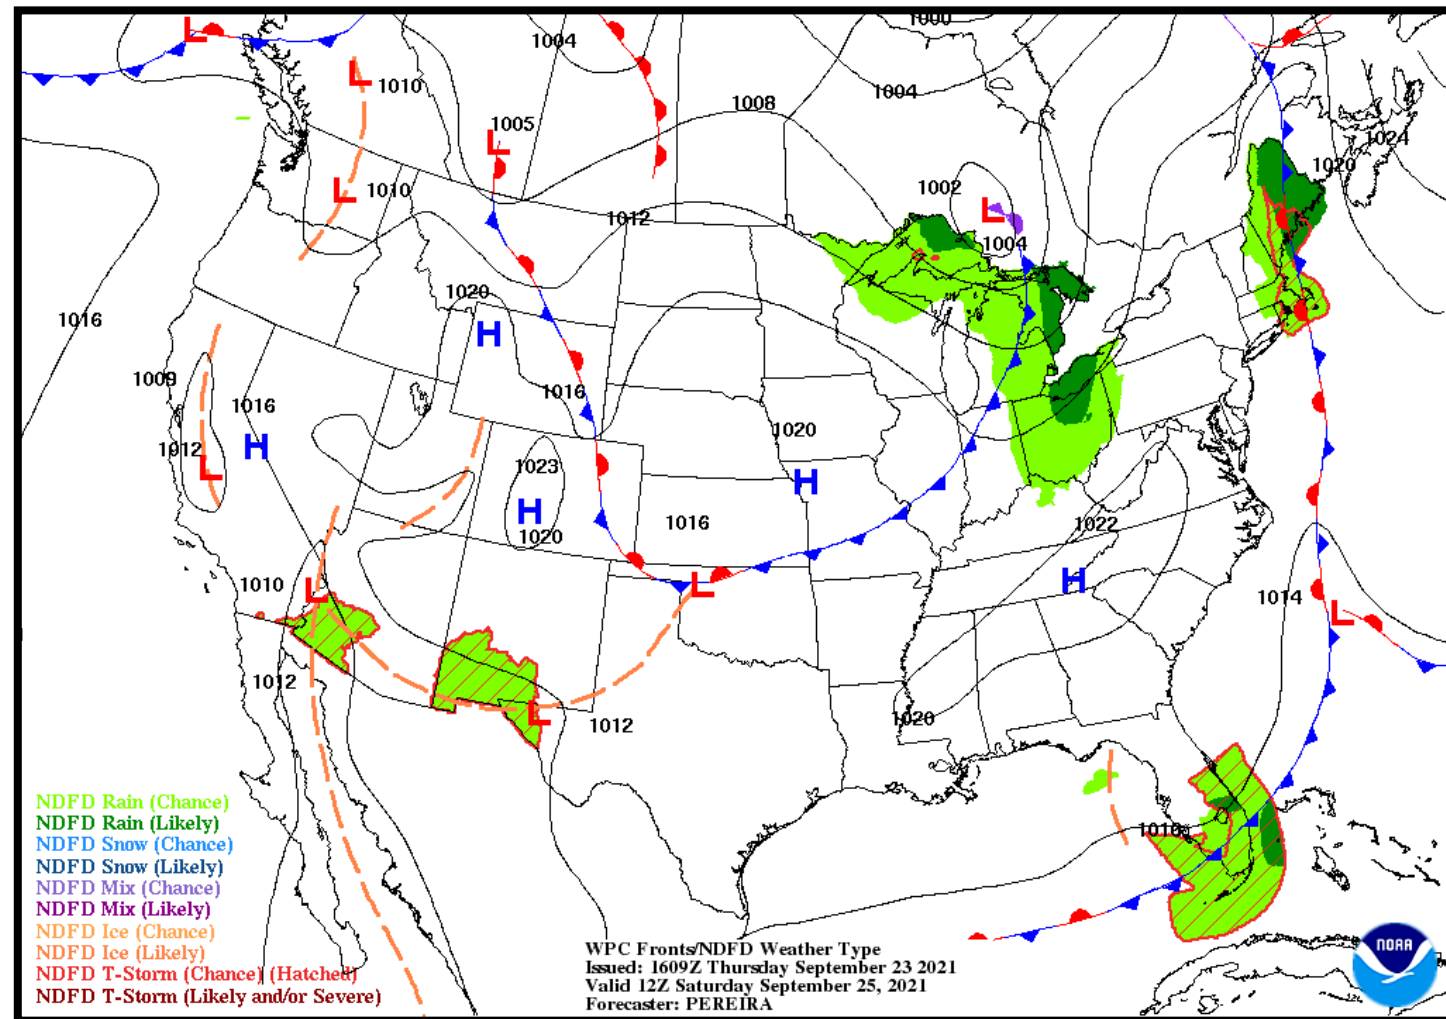 1000
L
1004
L
1010
1004
1008
1005
L
1024
1020
L
1010
1002
L
1012
1004
1020
1016
H
1009
1016
1016
1020
H
1012
L
1023
H
H
1016
1022
1020
1010
L
L
H
1014
L
1012
L
1012
1020
1016
NDFD Rain (Chance)
NDFD Rain (Likely)
NDFD Snow (Chance)
NDFD Snow (Likely)
NDFD Mix (Chance)
NDFD Mix (Likely)
NDFD Ice (Chance)
NDFD Ice (Likely)
NDFD T-Storm (Chance) (Hatched)
NDFD T-Storm (Likely and/or Severe)
WPC Fronts/NDFD Weather Type
Issued: 1609Z Thursday September 23 2021
Valid 12Z Saturday September 25, 2021
Forecaster: PEREIRA
NOAA